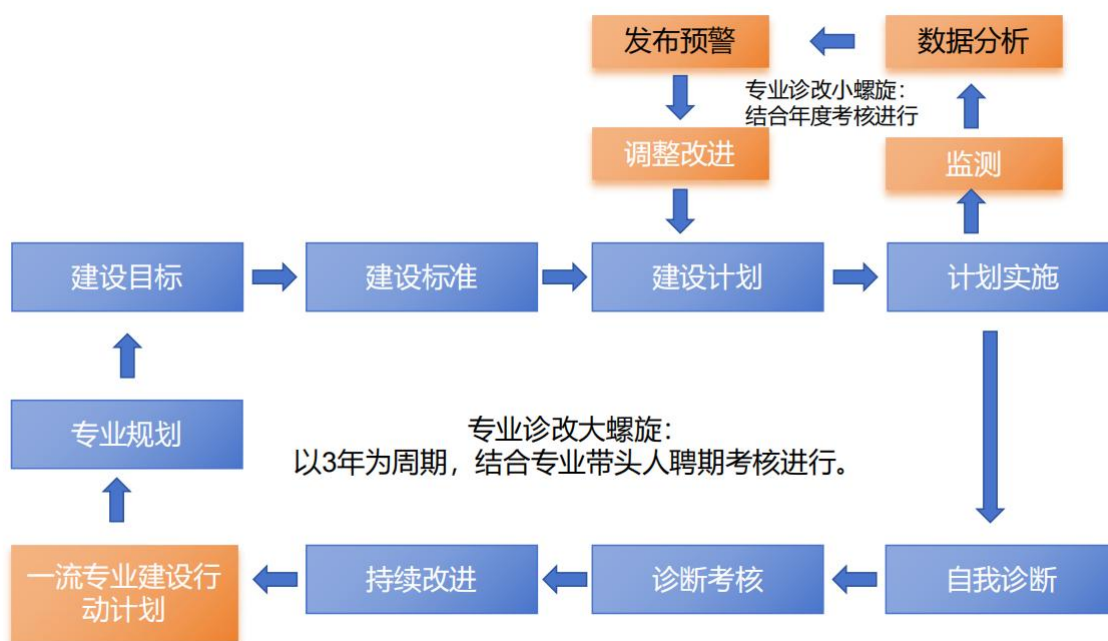 发布预警
数据分析
专业诊改小螺旋：
结合年度考核进行
调整改进
监测
建设目标
建设标准
建设计划
计划实施
专业规划
专业诊改大螺旋：
以3年为周期，结合专业带头人聘期考核进行。
一流专业建设行
动计划
持续改进
诊断考核
自我诊断